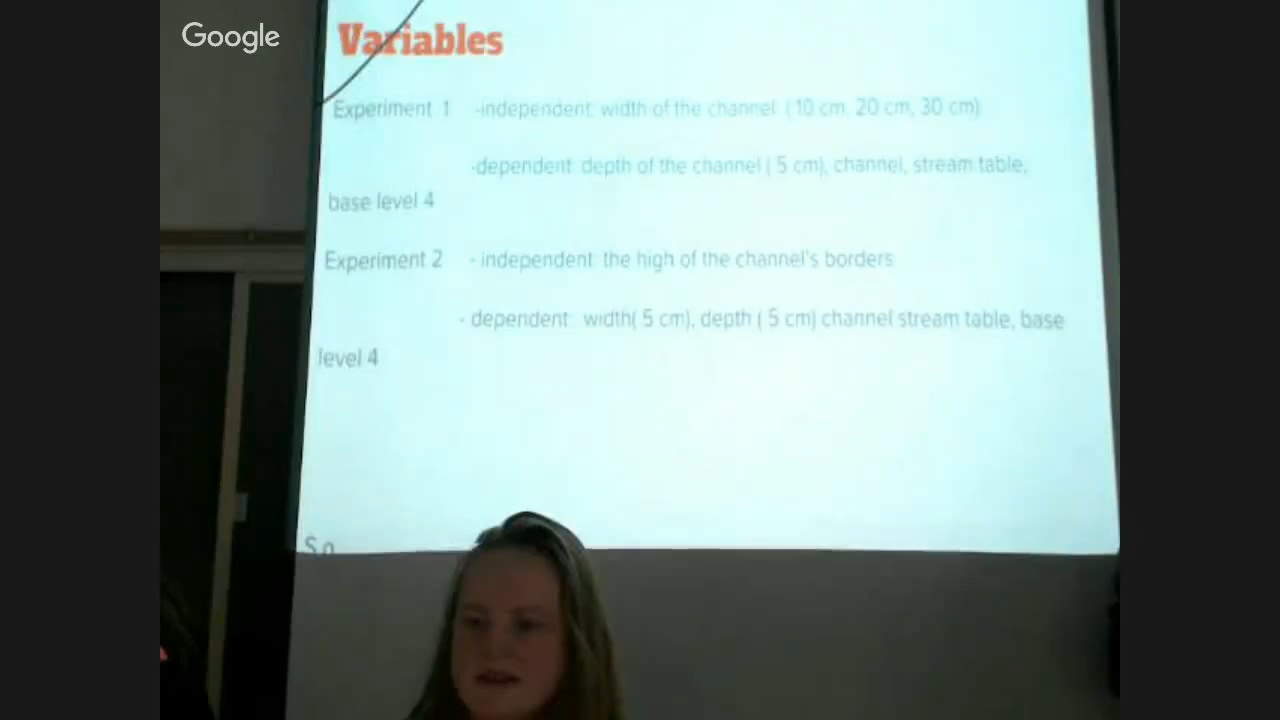 Google
Variables
Experiment 1 -independent: width of the channel ( 10 cm, 20 cm, 30 cm)
-dependent: depth of the channel ( 5 cm), channel, stream table,
base level 4
Experiment 2 - independent: the high of the channel's borders
- dependent: width( 5 cm), depth ( 5 cm) channel stream table, base
level 4